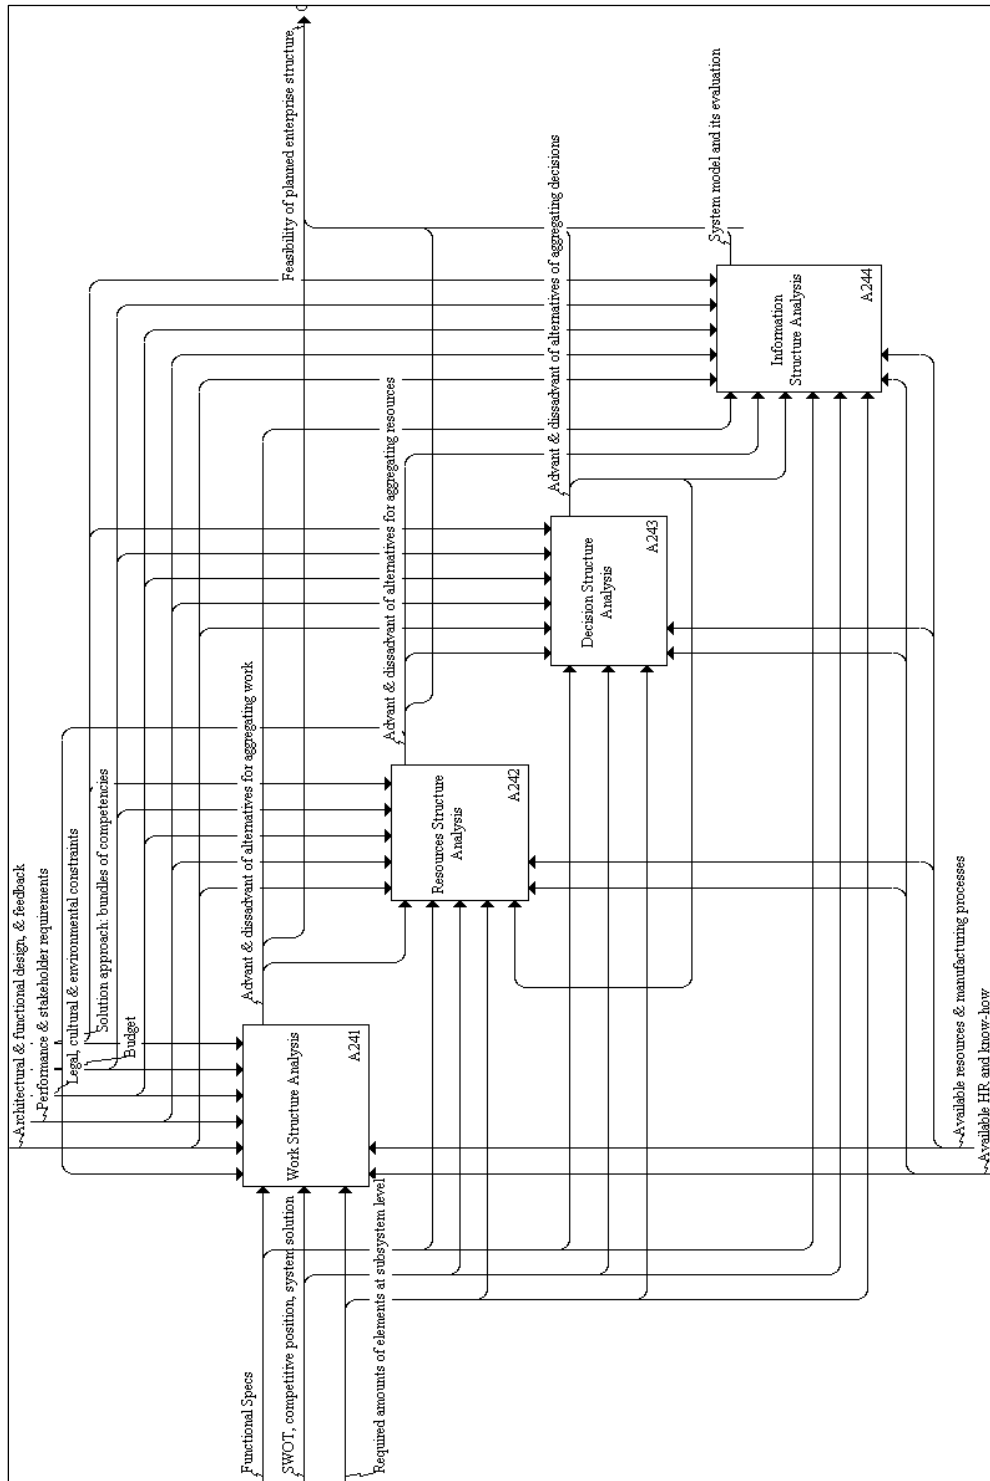 Architectural & functional design, & feedback
Performance & stakeholder requirements
Legal, cultural & environmental constraints
Solution approach: bundles of competencies
Budget
Functional Specs
SWOT, competitive position, system solution
Required amounts of elements at subsystem level
Work Structure Analysis
A241
Advant & dissadvant of alternatives for aggregating work
Resources Structure
Analysis
A242
Advant & dissadvant of alternatives for aggregating resources
Decision Structure
Analysis
A243
Advant & dissadvant of alternatives of aggregating decisions
Information
Structure Analysis
A244
System model and its evaluation
Feasibility of planned enterprise structure
Available resources & manufacturing processes
Available HR and know-how